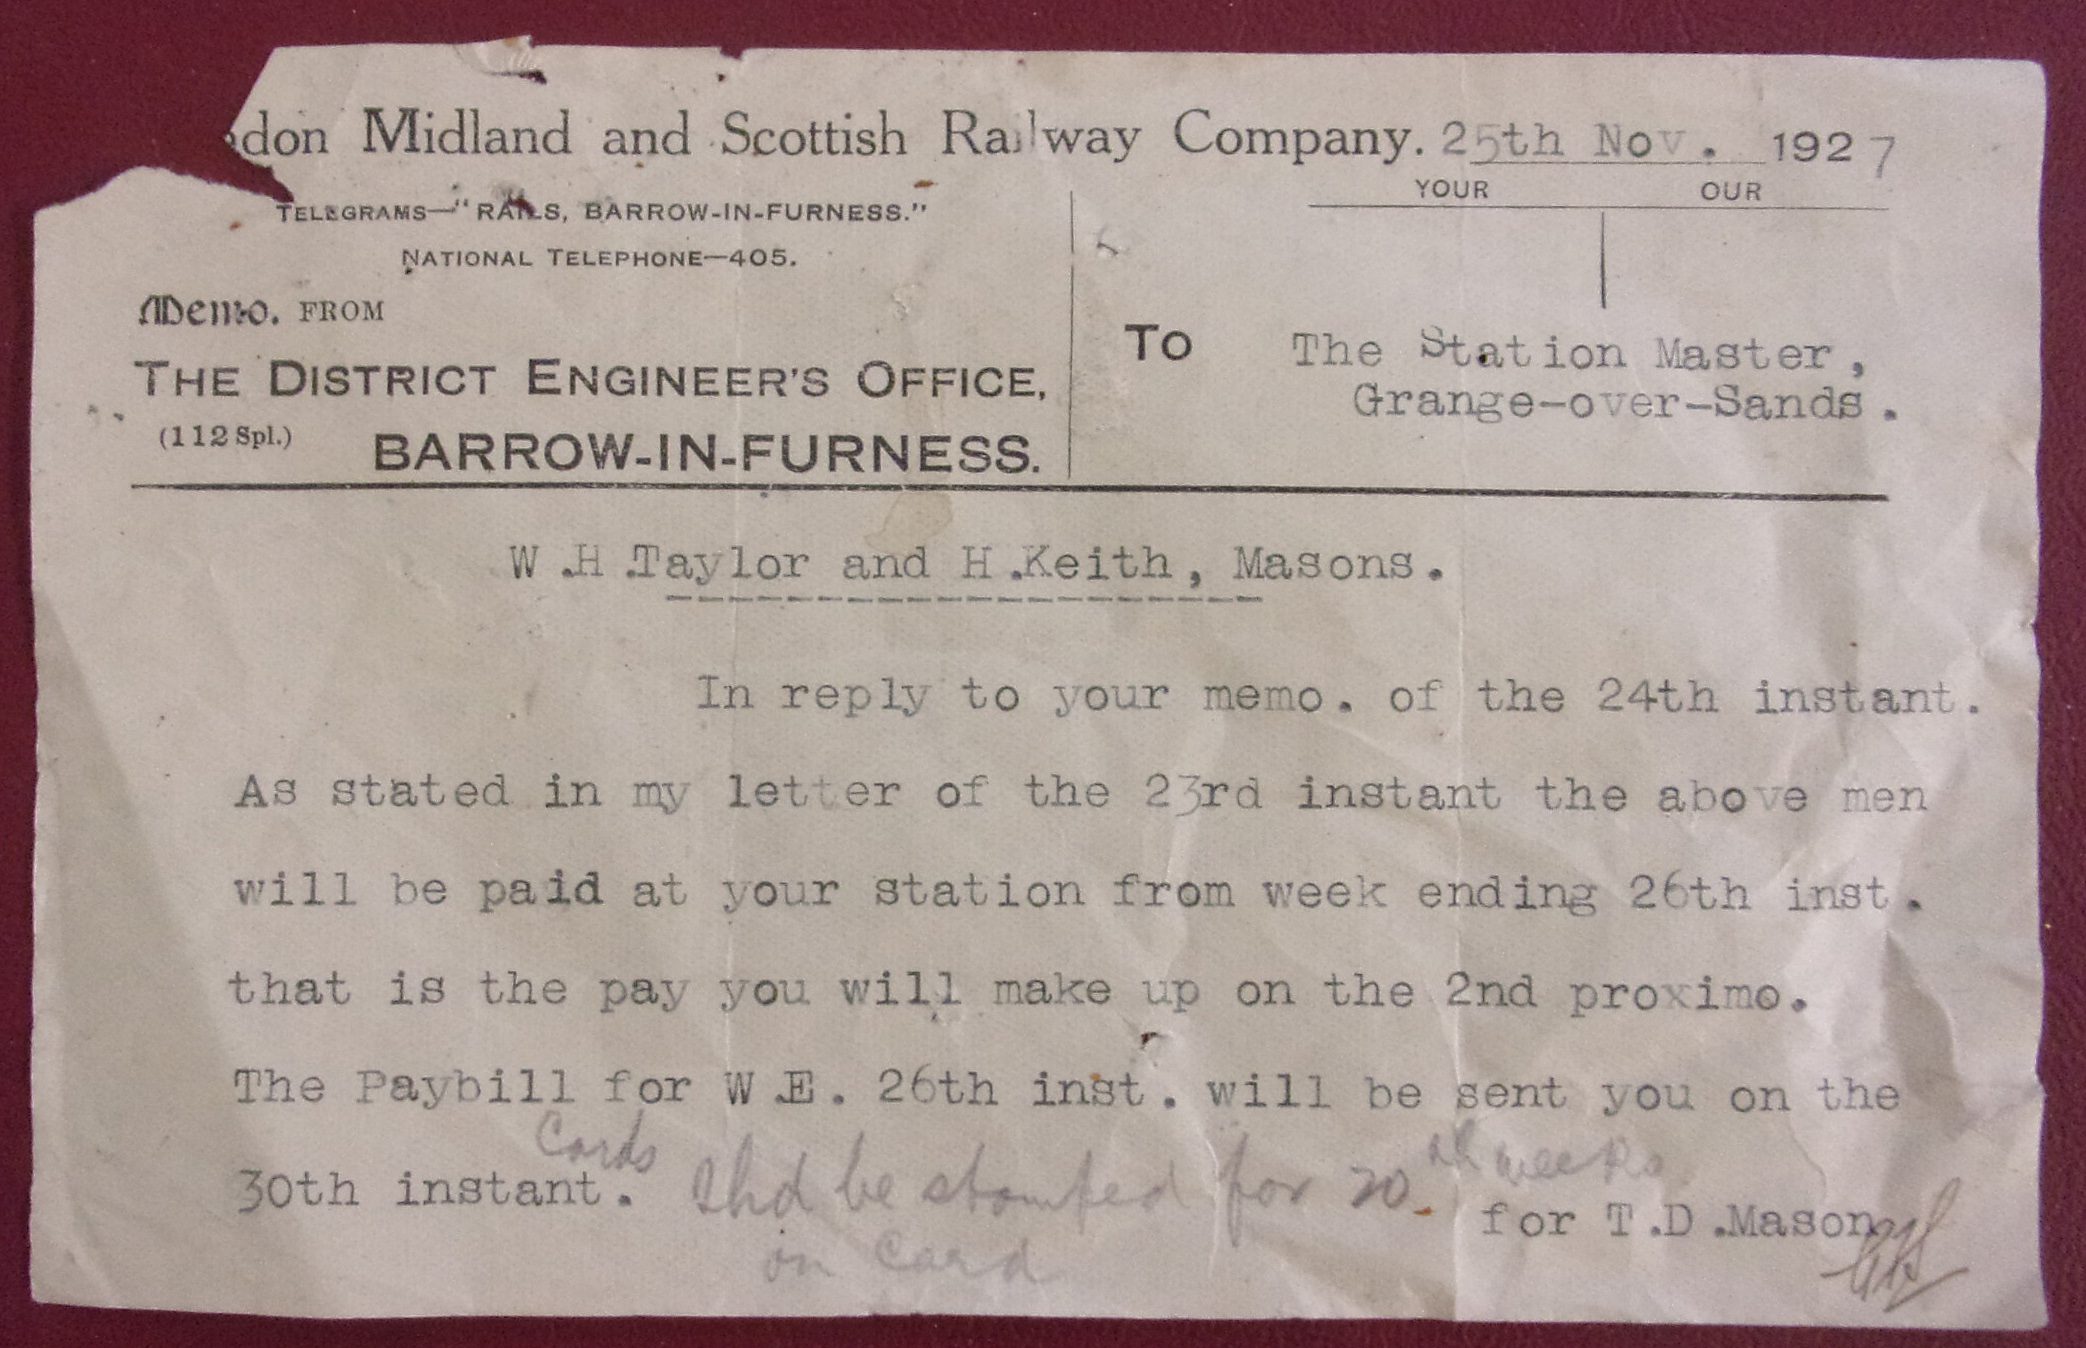 don Midland and Scottish Railway Company. 25th Nov. 1927
TELEGRAMS—"RAILS, BARROW-IN-FURNESS."
NATIONAL TELEPHONE—405.
YOUR OUR
Memo. FROM
THE DISTRICT ENGINEER'S OFFICE,
(112 Spl.) BARROW-IN-FURNESS.
To The Station Master,
Grange-over-Sands.
W.H.Taylor and H.Keith, Masons.
In reply to your memo. of the 24th instant.
As stated in my letter of the 23rd instant the above men
will be paid at your station from week ending 26th inst.
that is the pay you will make up on the 2nd proximo.
The Paybill for W.E. 26th inst. will be sent you on the
30th instant.
Cards Shd be stamped for 20 weeks
on Card
for T.D.Mason